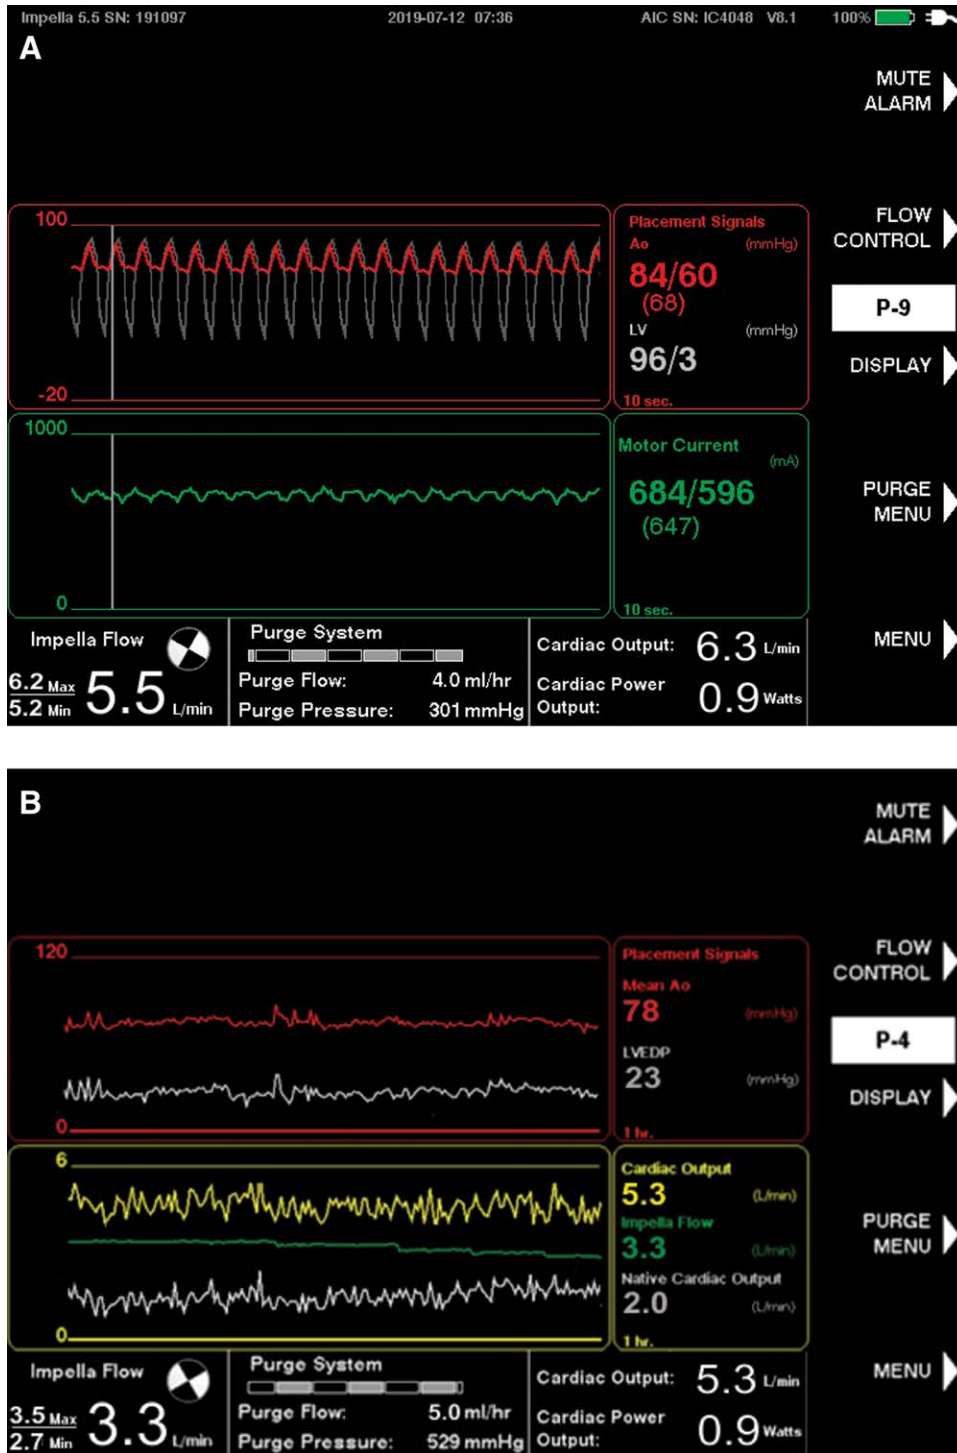 Impella 5.5 SN: 191097 2019-07-12 07:36 AIC SN: IC4048 V8.1 100%
A
MUTE
ALARM
FLOW
CONTROL
P-9
DISPLAY
PURGE
MENU
MENU
100
-20
Placement Signals
Ao (mmHg)
84/60
(68)
LV (mmHg)
96/3
10 sec.
1000
0
Motor Current
(mA)
684/596
(647)
10 sec.
Impella Flow
6.2 Max
5.2 Min
5.5 L/min
Purge System
Purge Flow: 4.0 ml/hr
Purge Pressure: 301 mmHg
Cardiac Output: 6.3 L/min
Cardiac Power
Output: 0.9 Watts
B
MUTE
ALARM
FLOW
CONTROL
P-4
DISPLAY
PURGE
MENU
MENU
120
0
Placement Signals
Mean Ao
78 (mmHg)
LVEDP
23 (mmHg)
1 hr.
6
0
Cardiac Output
5.3 (L/min)
Impella Flow
3.3 (L/min)
Native Cardiac Output
2.0 (L/min)
1 hr.
Impella Flow
3.5 Max
2.7 Min
3.3 L/min
Purge System
Purge Flow: 5.0 ml/hr
Purge Pressure: 529 mmHg
Cardiac Output: 5.3 L/min
Cardiac Power
Output: 0.9 Watts